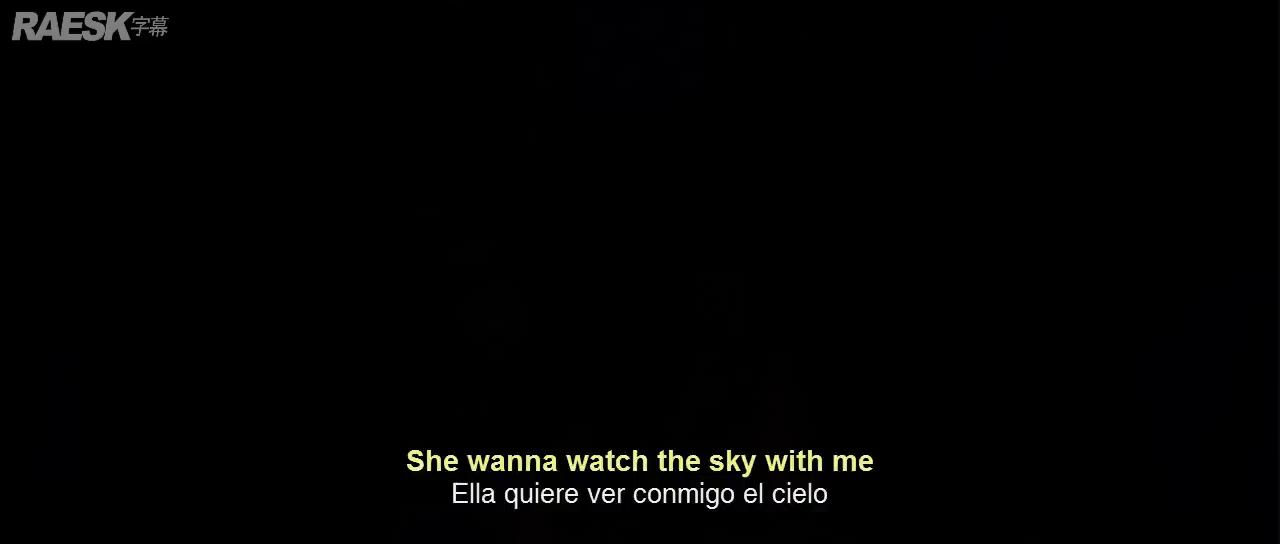 RAESK字幕
She wanna watch the sky with me
Ella quiere ver conmigo el cielo